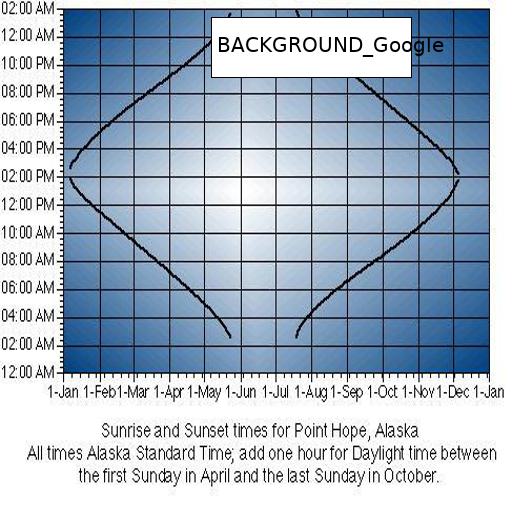 02:00 AM
12:00 AM
BACKGROUND_Google
10:00 PM
08:00 PM
06:00 PM
04:00 PM
02:00 PM
12:00 PM
10:00 AM
08:00 AM
06:00 AM
04:00 AM
02:00 AM
12:00 AM
1-Jan 1-Feb 1-Mar 1-Apr 1-May 1-Jun 1-Jul 1-Aug 1-Sep 1-Oct 1-Nov 1-Dec 1-Jan
Sunrise and Sunset times for Point Hope, Alaska
All times Alaska Standard Time; add one hour for Daylight time between
the first Sunday in April and the last Sunday in October.